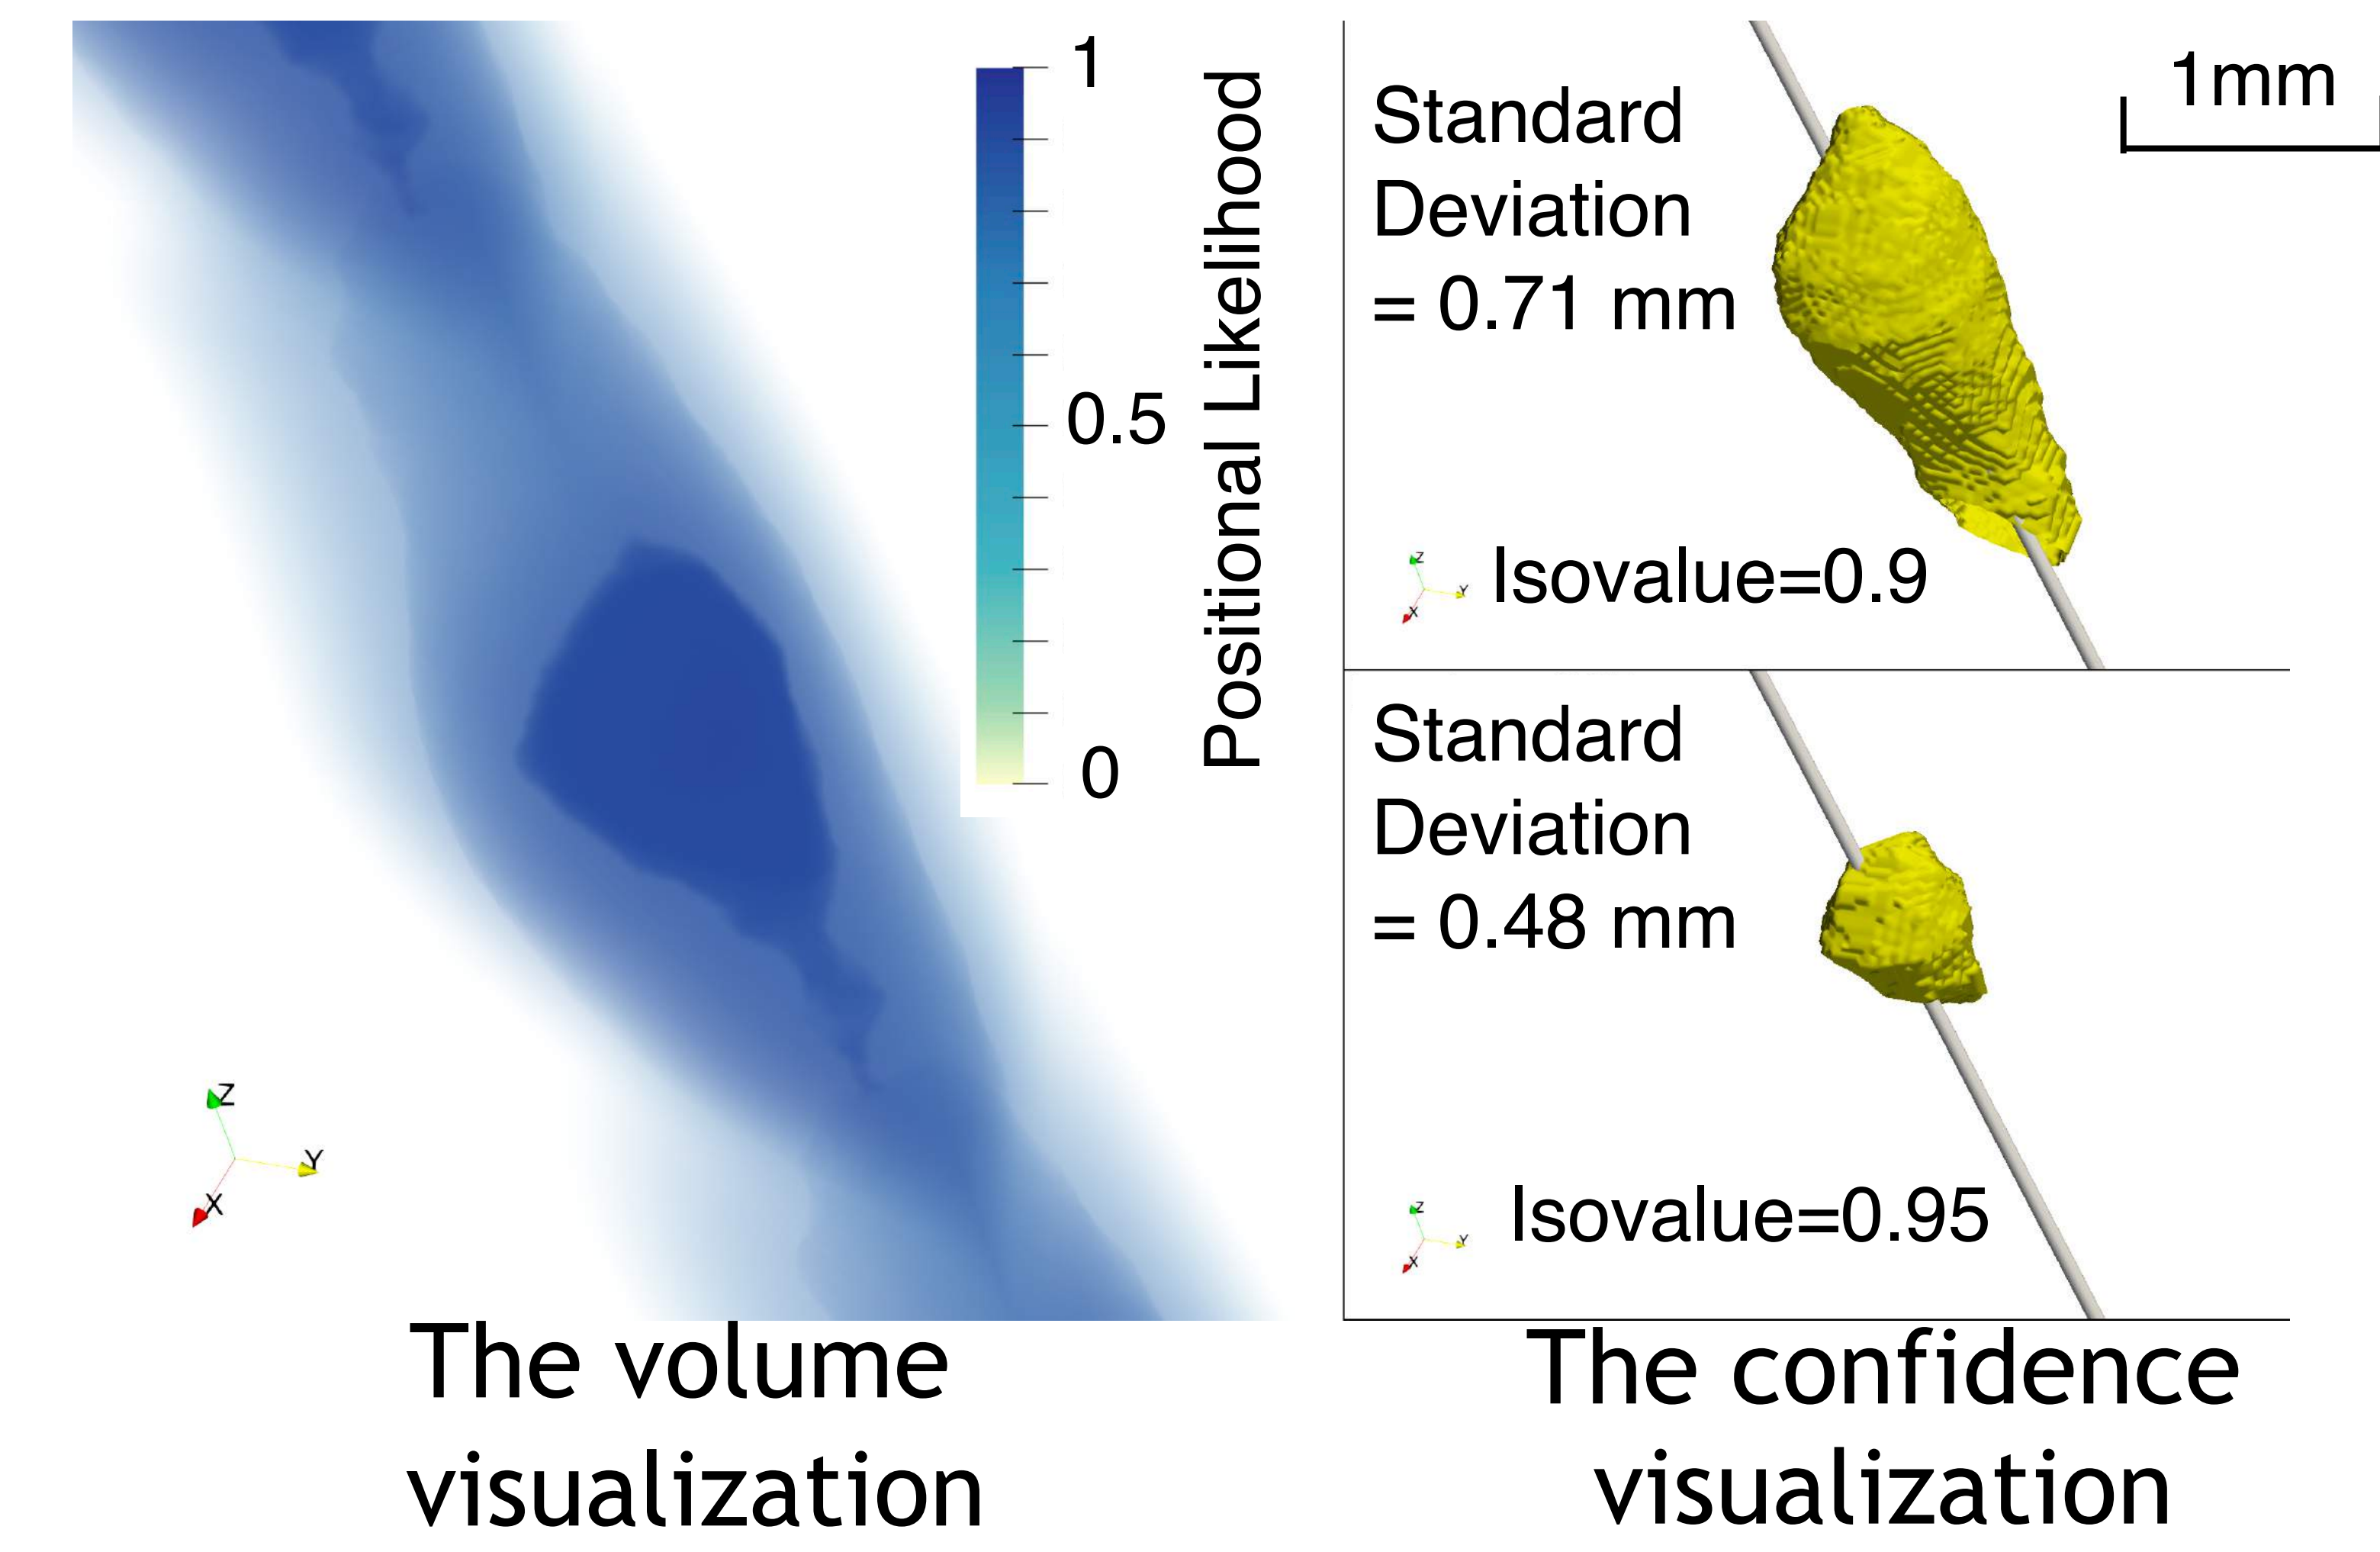 1
0.5
0
Positional Likelihood
Z
Y
X
The volume
visualization
Standard
Deviation
= 0.71 mm
1mm
Z
Y
X
Isovalue=0.9
Standard
Deviation
= 0.48 mm
Z
Y
X
Isovalue=0.95
The confidence
visualization